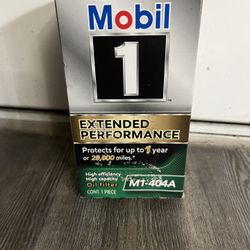 Mobil
1
EXTENDED
PERFORMANCE
Protects for up to 1 year
or 20,000 miles.*
High efficiency
High capacity
Oil Filter
M1-404A
CONT. 1 PIECE